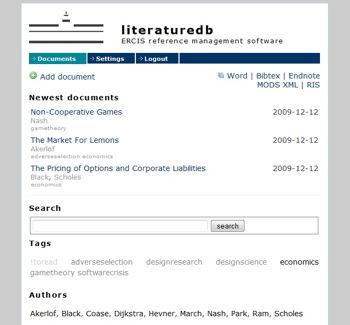 literaturedb
ERCIS reference management software
Documents Settings Logout
Add document Word | Bibtex | Endnote
MODS XML | RIS
Newest documents
Non-Cooperative Games 2009-12-12
Nash
gametheory
The Market For Lemons 2009-12-12
Akerlof
adverseselection economics
The Pricing of Options and Corporate Liabilities 2009-12-12
Black, Scholes
economics
Search
search
Tags
!toread adverseselection designresearch designscience economics
gametheory softwarecrisis
Authors
Akerlof, Black, Coase, Dijkstra, Hevner, March, Nash, Park, Ram, Scholes